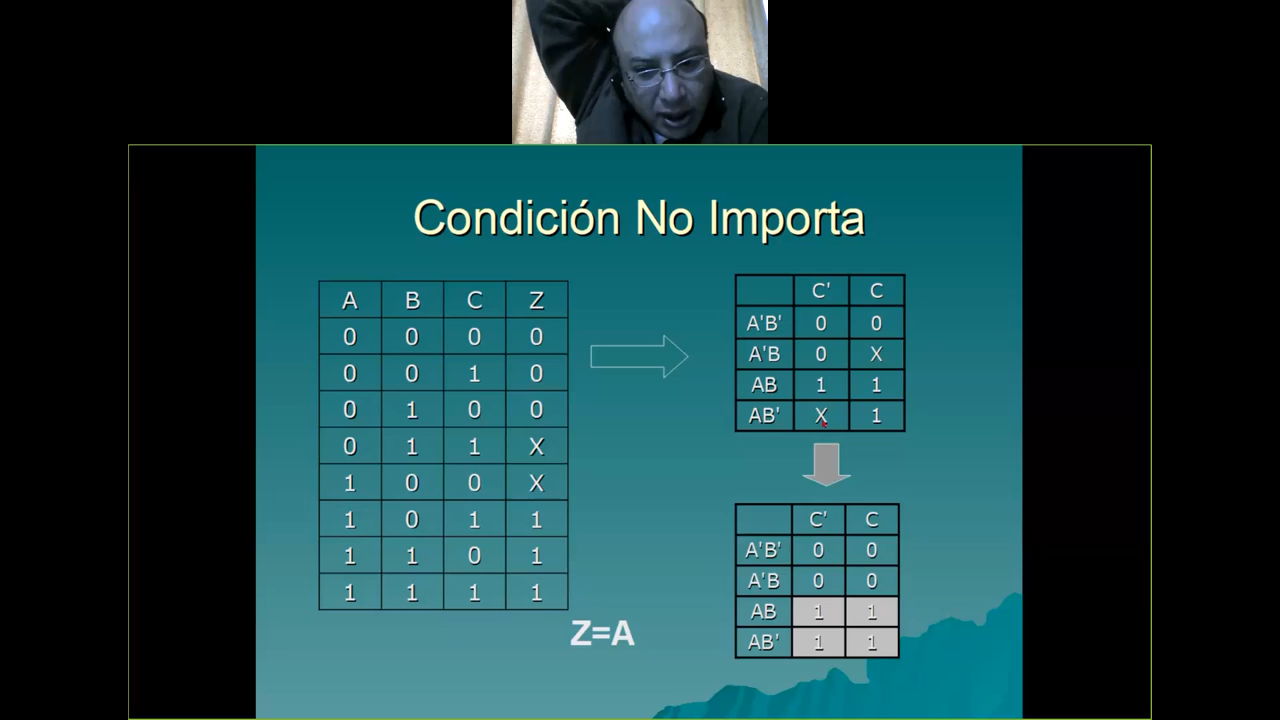 Condición No Importa
A B C Z
0 0 0 0
0 0 1 0
0 1 0 0
0 1 1 X
1 0 0 X
1 0 1 1
1 1 0 1
1 1 1 1
Z=A
C' C
A'B' 0 0
A'B 0 X
AB 1 1
AB' X 1
C' C
A'B' 0 0
A'B 0 0
AB 1 1
AB' 1 1